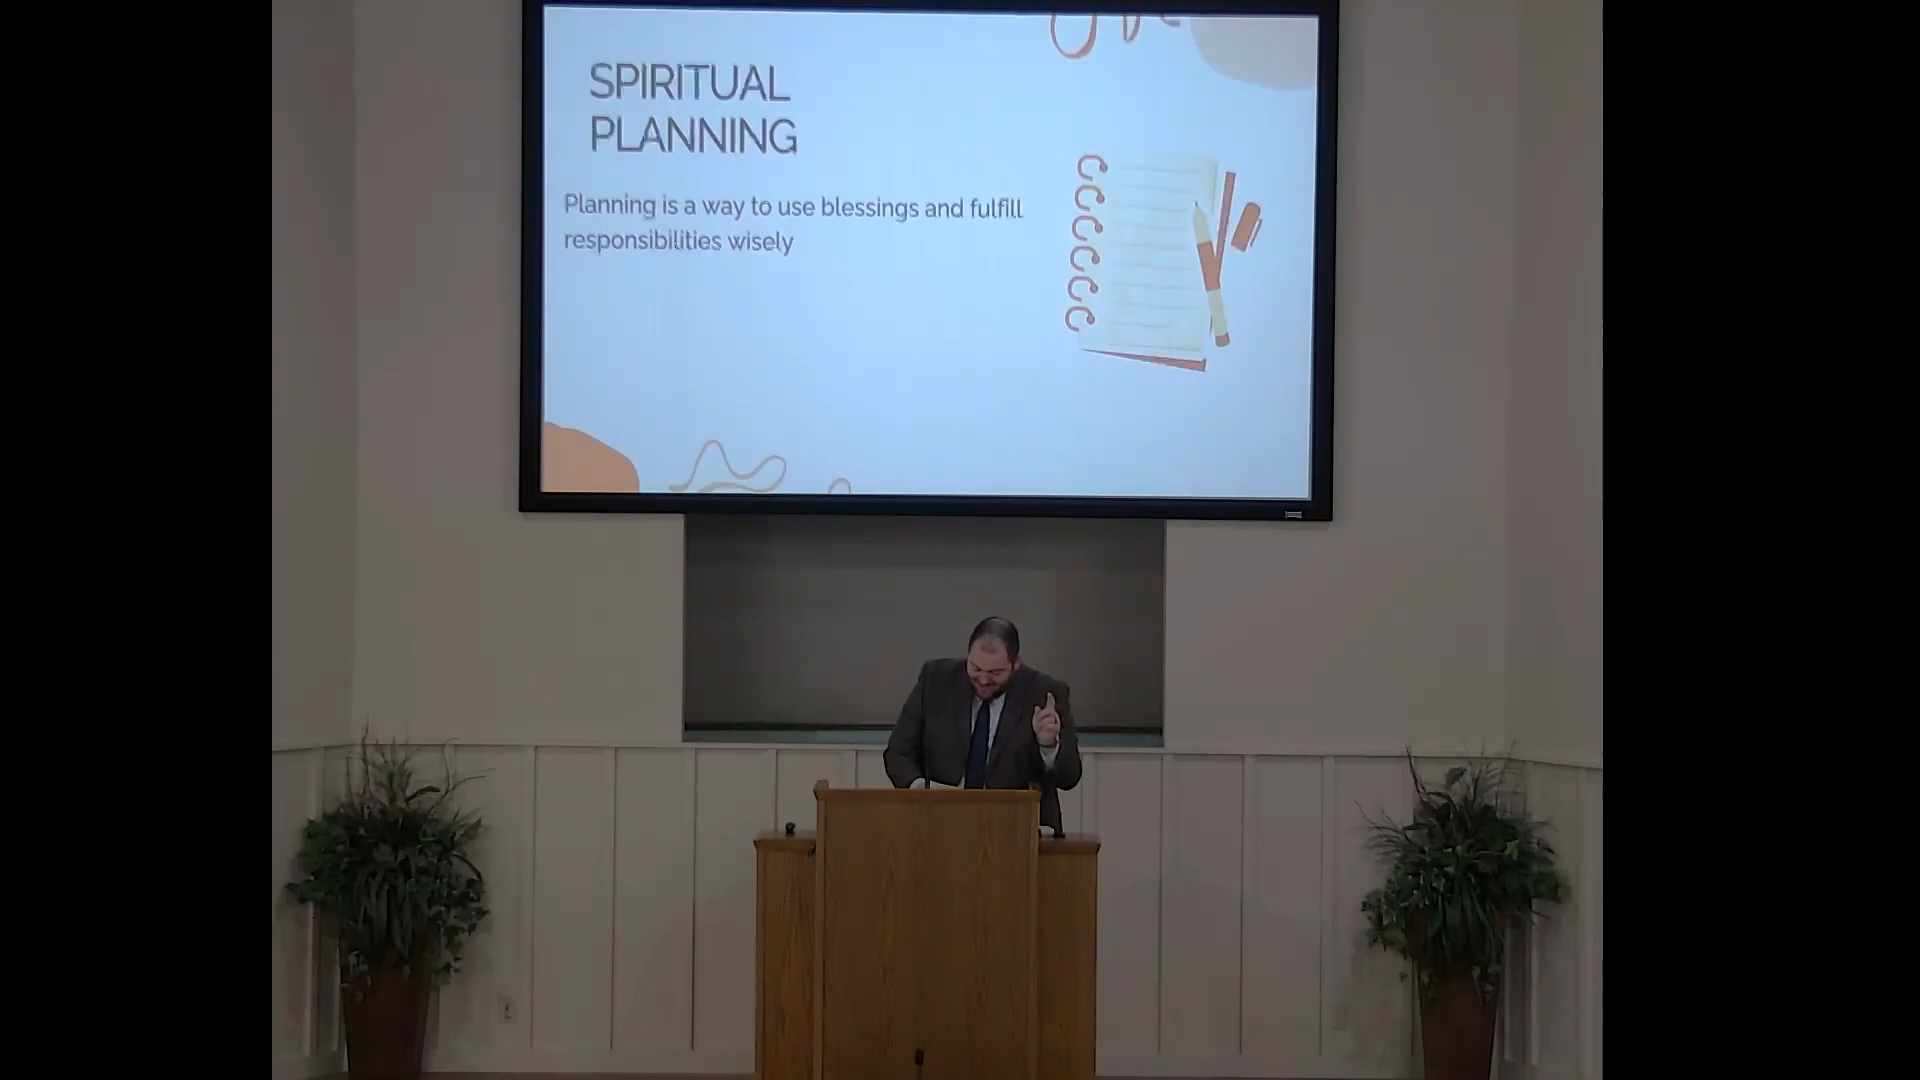 SPIRITUAL
PLANNING
Planning is a way to use blessings and fulfill
responsibilities wisely